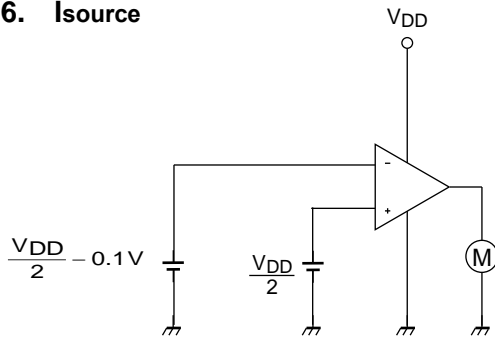 6. Isource
VDD
-
+
VDD
2
– 0.1V
VDD
2
M